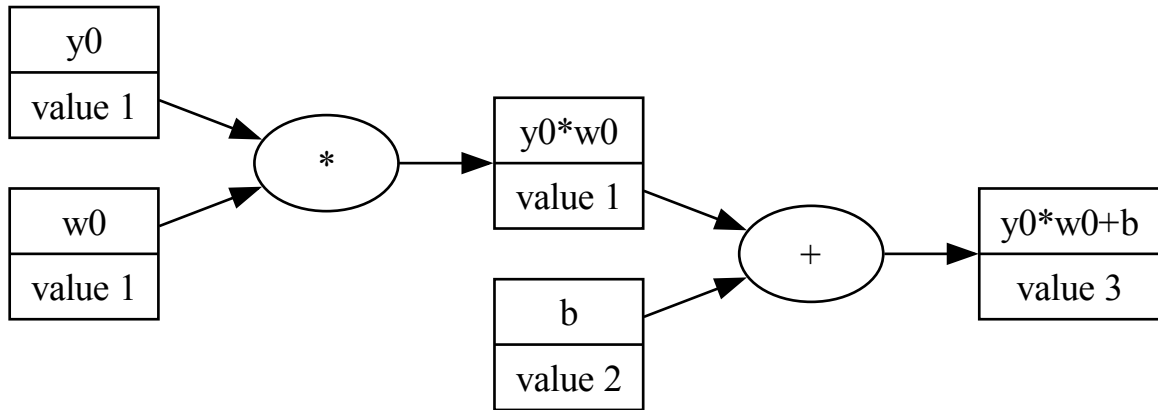 y0
value 1
w0
value 1
*
y0*w0
value 1
b
value 2
+
y0*w0+b
value 3